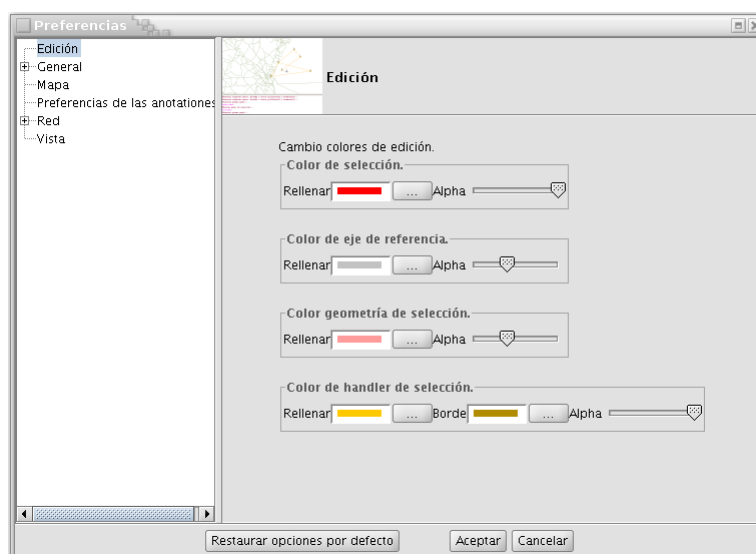 Preferencias
Edición
General
Mapa
Preferencias de las anotationes
Red
Vista
Edición
Cambio colores de edición.
Color de selección.
Rellenar ... Alpha
Color de eje de referencia.
Rellenar ... Alpha
Color geometría de selección.
Rellenar ... Alpha
Color de handler de selección.
Rellenar ... Borde ... Alpha
Restaurar opciones por defecto Aceptar Cancelar